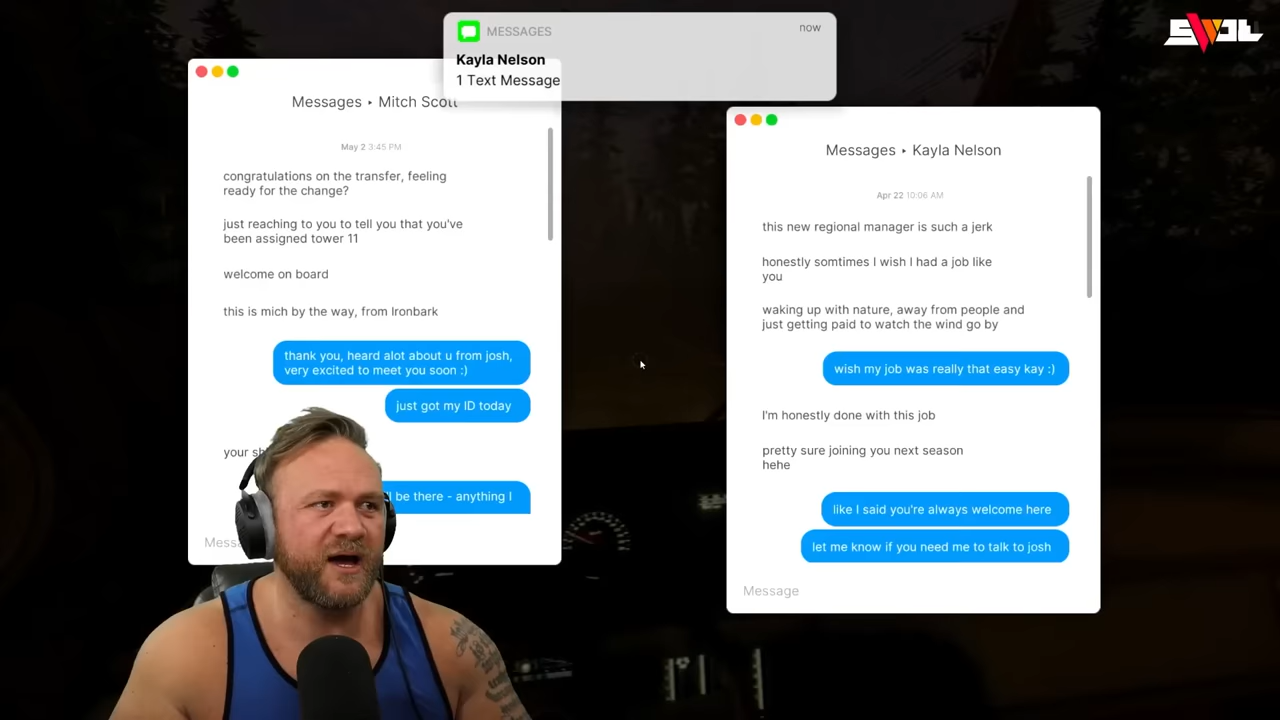 MESSAGES
now
Kayla Nelson
1 Text Message
SWOL
Messages ▸ Mitch Scott
May 2 3:45 PM
congratulations on the transfer, feeling
ready for the change?
just reaching to you to tell you that you've
been assigned tower 11
welcome on board
this is mich by the way, from Ironbark
thank you, heard alot about u from josh,
very excited to meet you soon :)
just got my ID today
your
be there - anything I
Messages ▸ Kayla Nelson
Apr 22 10:06 AM
this new regional manager is such a jerk
honestly somtimes I wish I had a job like
you
waking up with nature, away from people and
just getting paid to watch the wind go by
wish my job was really that easy kay :)
I'm honestly done with this job
pretty sure joining you next season
hehe
like I said you're always welcome here
let me know if you need me to talk to josh
Message